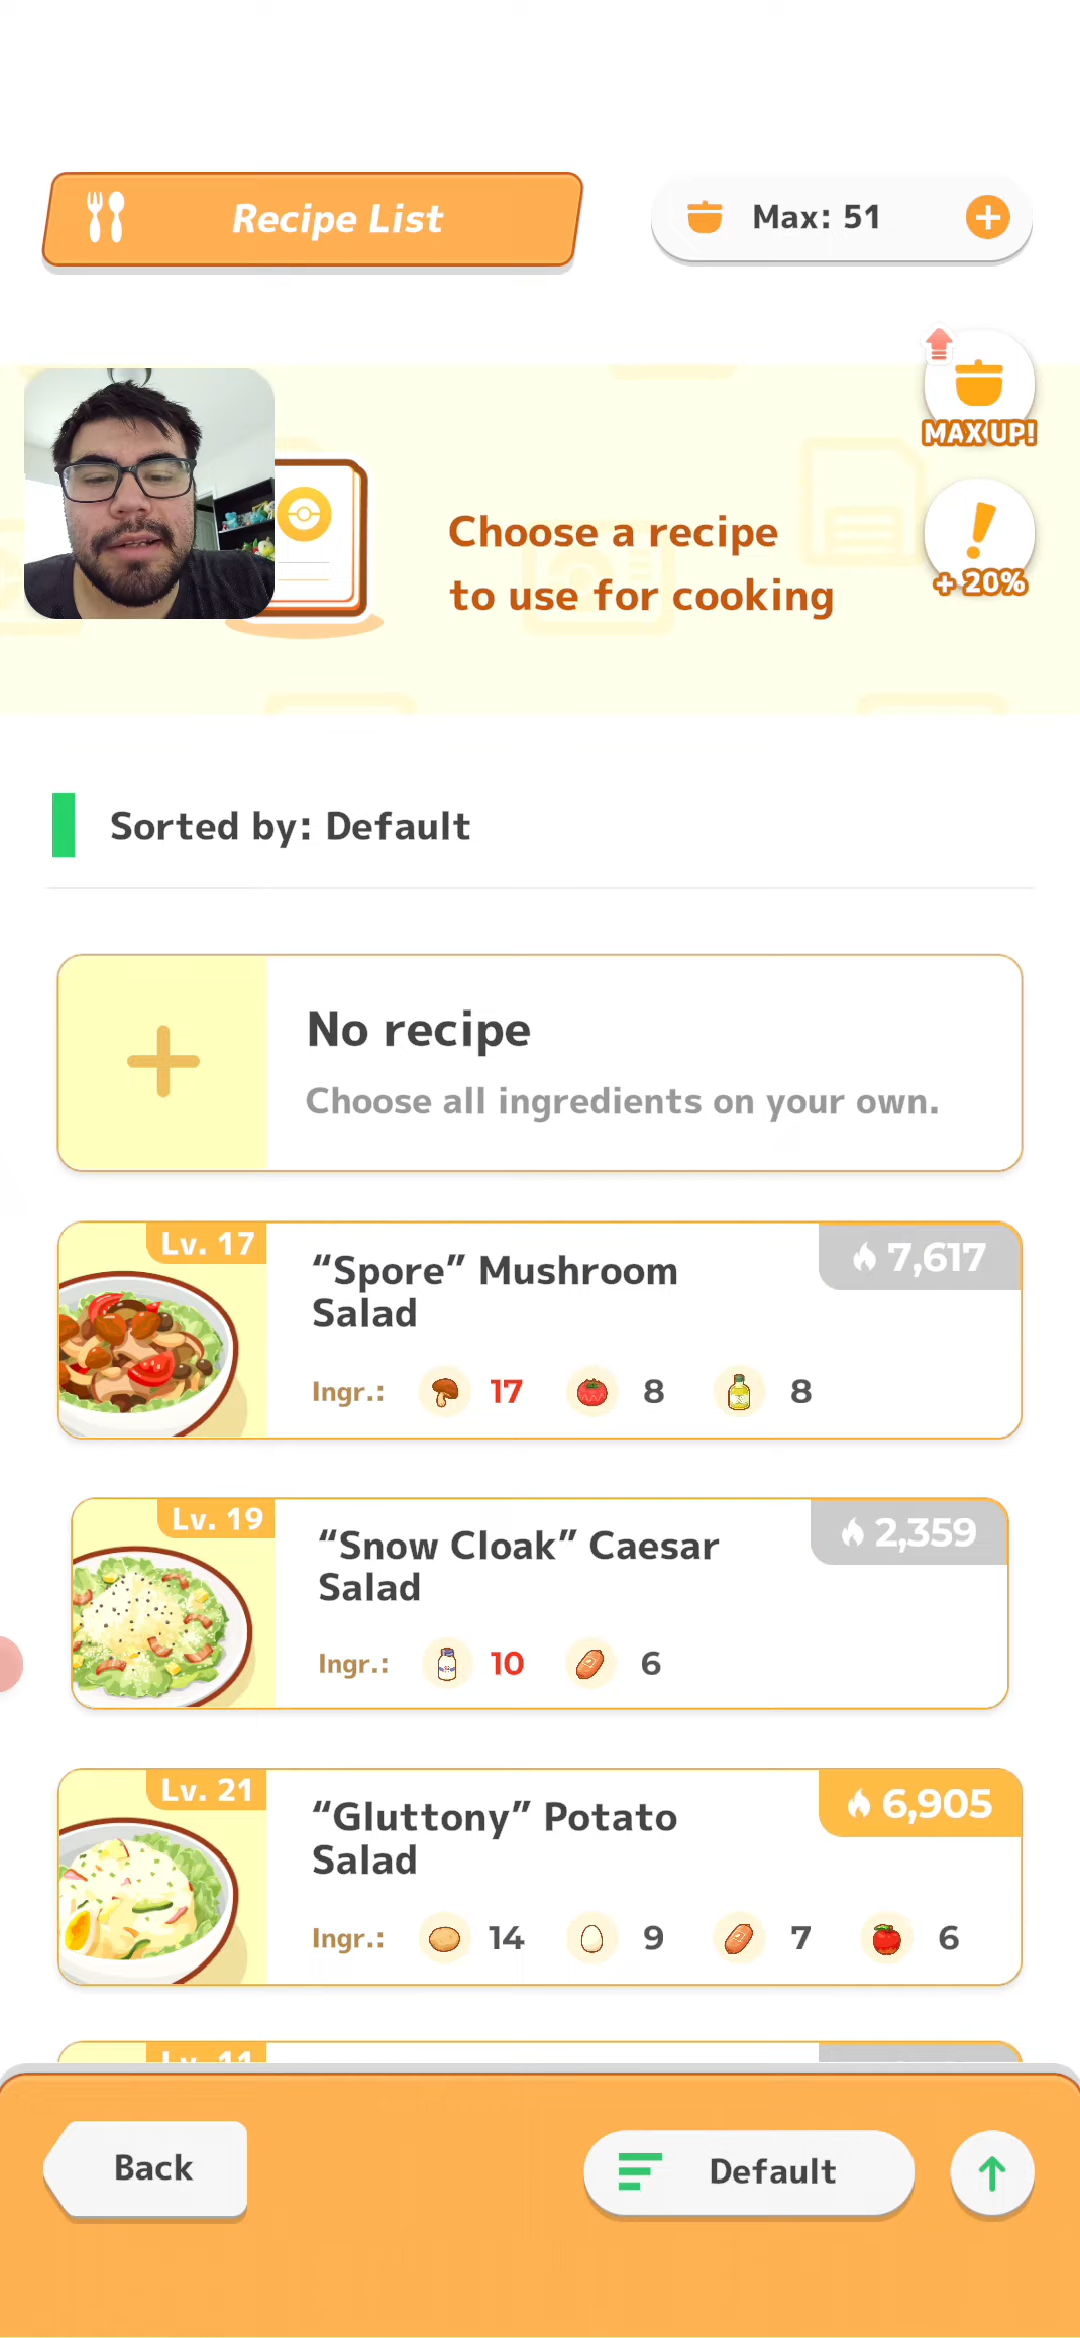 Recipe List
Max: 51
MAX UP!
Choose a recipe
to use for cooking
+ 20%
Sorted by: Default
No recipe
Choose all ingredients on your own.
Lv. 17
“Spore” Mushroom
Salad
7,617
Ingr.: 17 8 8
Lv. 19
“Snow Cloak” Caesar
Salad
2,359
Ingr.: 10 6
Lv. 21
“Gluttony” Potato
Salad
6,905
Ingr.: 14 9 7 6
Lv. 11
Back
Default